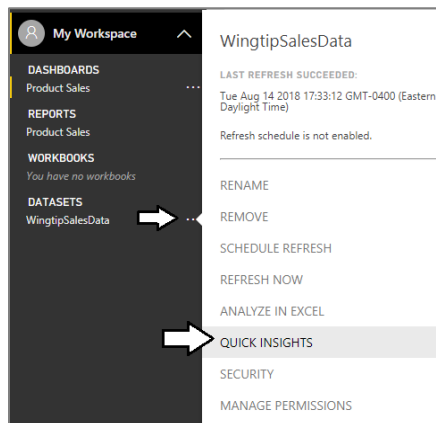 My Workspace
DASHBOARDS
Product Sales
REPORTS
Product Sales
WORKBOOKS
You have no workbooks
DATASETS
WingtipSalesData
WingtipSalesData
LAST REFRESH SUCCEEDED:
Tue Aug 14 2018 17:33:12 GMT-0400 (Eastern
Daylight Time)
Refresh schedule is not enabled.
RENAME
REMOVE
SCHEDULE REFRESH
REFRESH NOW
ANALYZE IN EXCEL
QUICK INSIGHTS
SECURITY
MANAGE PERMISSIONS